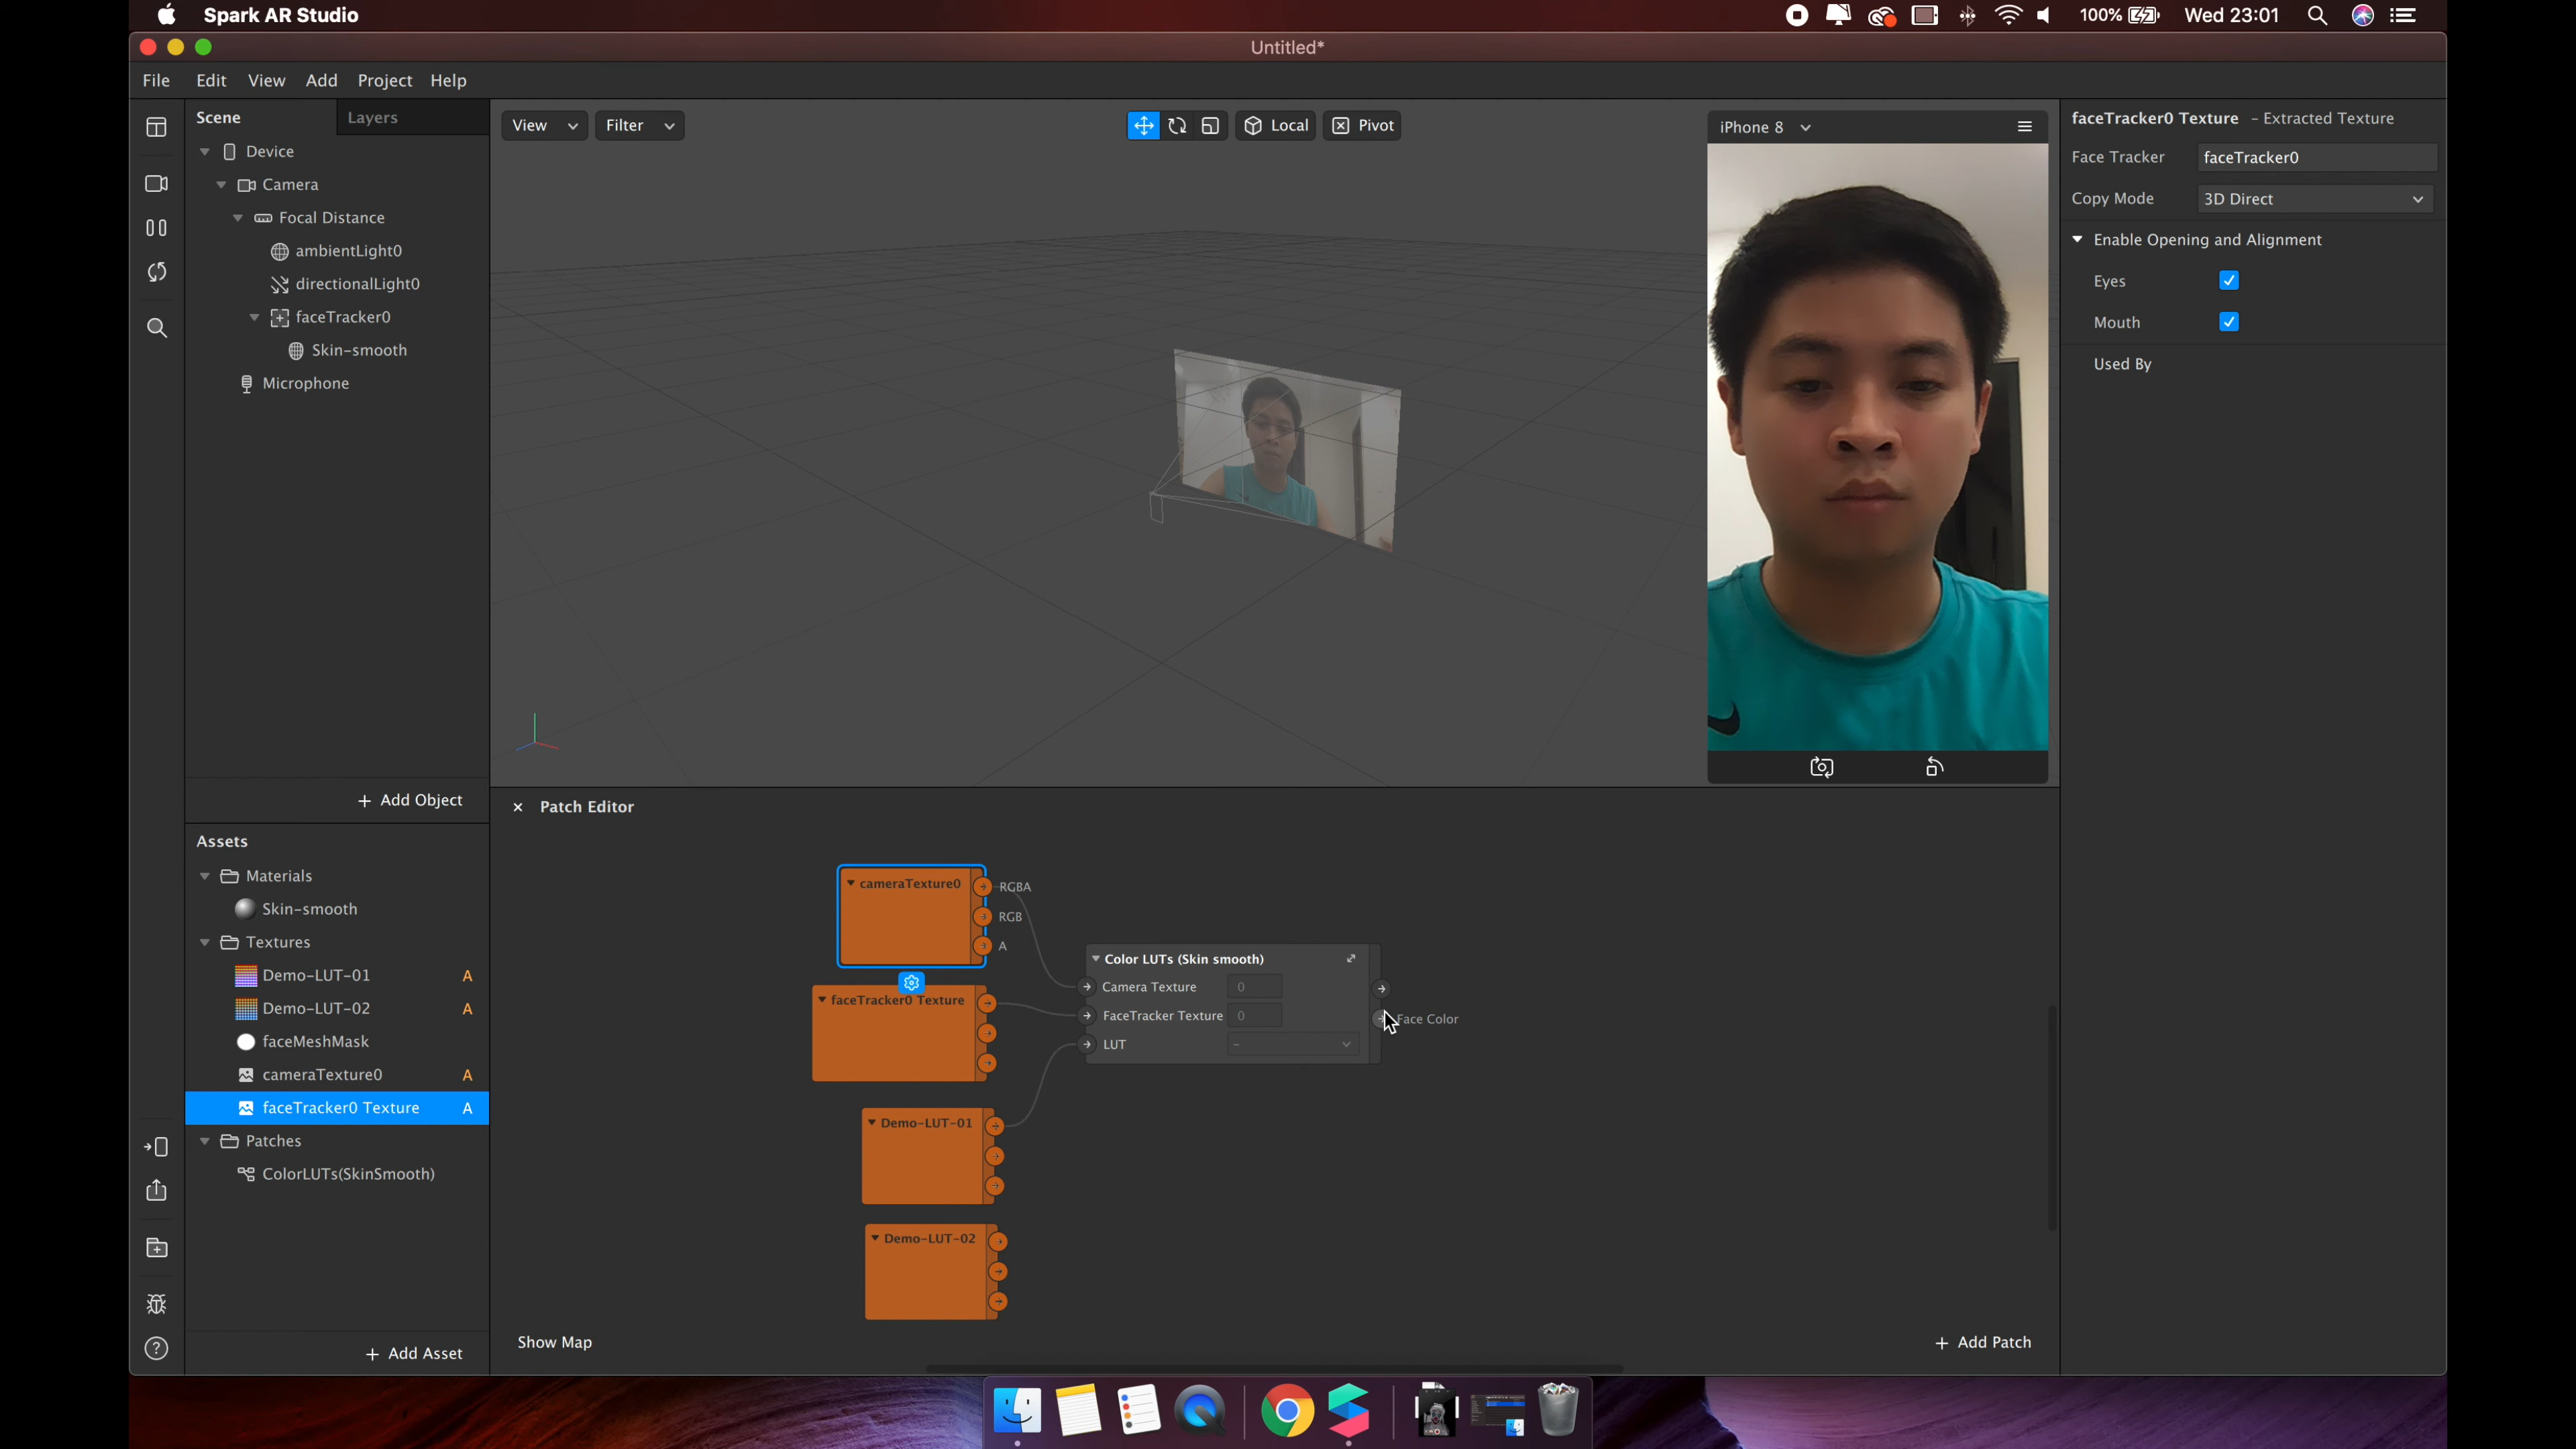 Spark AR Studio
100%
Wed 23:01
Untitled*
File Edit View Add Project Help
Scene
Layers
Device
Camera
Focal Distance
ambientLight0
directionalLight0
faceTracker0
Skin-smooth
Microphone
+ Add Object
View
Filter
Local
Pivot
iPhone 8
faceTracker0 Texture - Extracted Texture
Face Tracker faceTracker0
Copy Mode 3D Direct
Enable Opening and Alignment
Eyes
Mouth
Used By
Assets
Materials
Skin-smooth
Textures
Demo-LUT-01 A
Demo-LUT-02 A
faceMeshMask
cameraTexture0 A
faceTracker0 Texture A
Patches
ColorLUTs(SkinSmooth)
+ Add Asset
× Patch Editor
cameraTexture0
RGBA
RGB
A
faceTracker0 Texture
Demo-LUT-01
Demo-LUT-02
Color LUTs (Skin smooth)
Camera Texture 0
FaceTracker Texture 0
LUT -
Face Color
Show Map
+ Add Patch